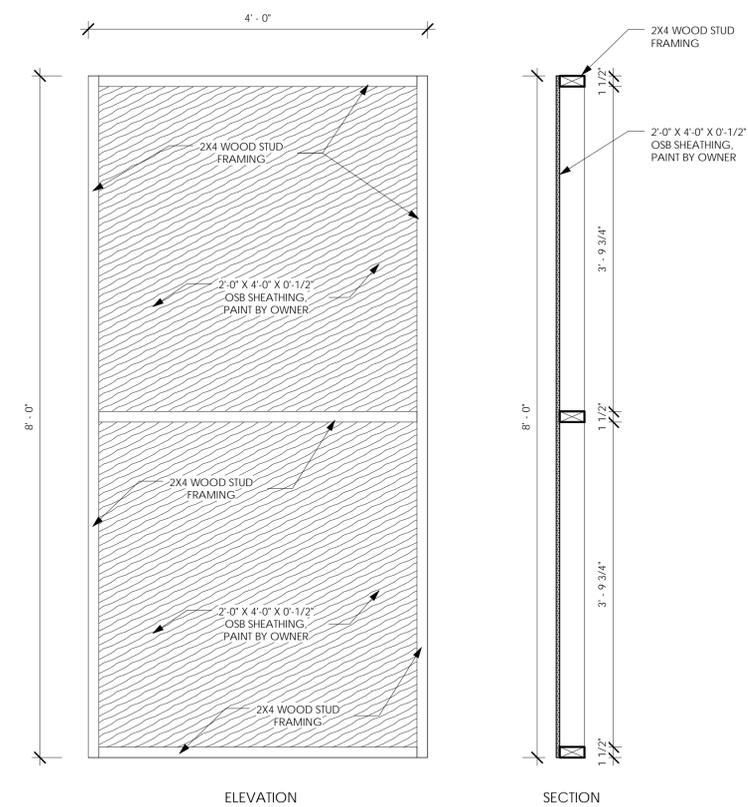 4' - 0"
2X4 WOOD STUD
FRAMING
2'-0" X 4'-0" X 0'-1/2"
OSB SHEATHING,
PAINT BY OWNER
8' - 0"
2X4 WOOD STUD
FRAMING
2'-0" X 4'-0" X 0'-1/2"
OSB SHEATHING,
PAINT BY OWNER
2X4 WOOD STUD
FRAMING
ELEVATION
2X4 WOOD STUD
FRAMING
1 1/2"
2'-0" X 4'-0" X 0'-1/2"
OSB SHEATHING,
PAINT BY OWNER
3' - 9 3/4"
8' - 0"
1 1/2"
3' - 9 3/4"
1 1/2"
SECTION